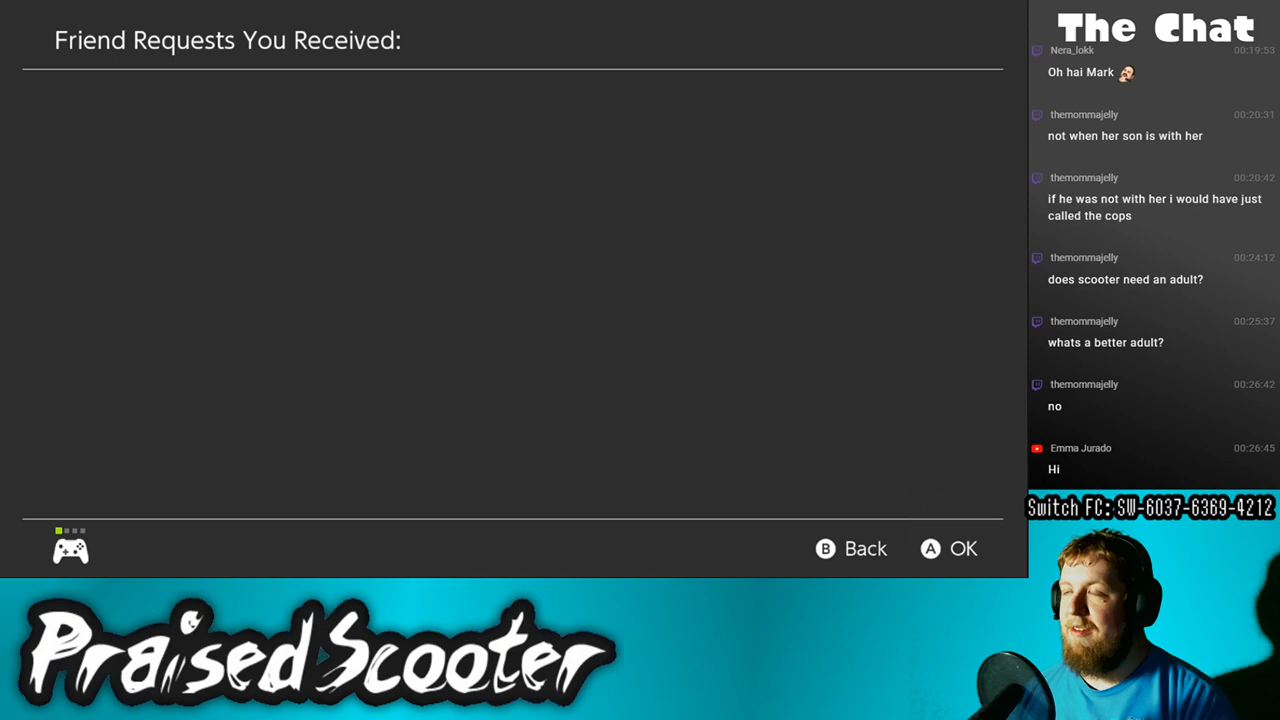 Friend Requests You Received:
B Back A OK
The Chat
Nera_lokk 00:19:53
Oh hai Mark
themommajelly 00:20:31
not when her son is with her
themommajelly 00:20:42
if he was not with her i would have just
called the cops
themommajelly 00:24:12
does scooter need an adult?
themommajelly 00:25:37
whats a better adult?
themommajelly 00:26:42
no
Emma Jurado 00:26:45
Hi
Switch FC: SW-6037-6369-4212
PraisedScooter